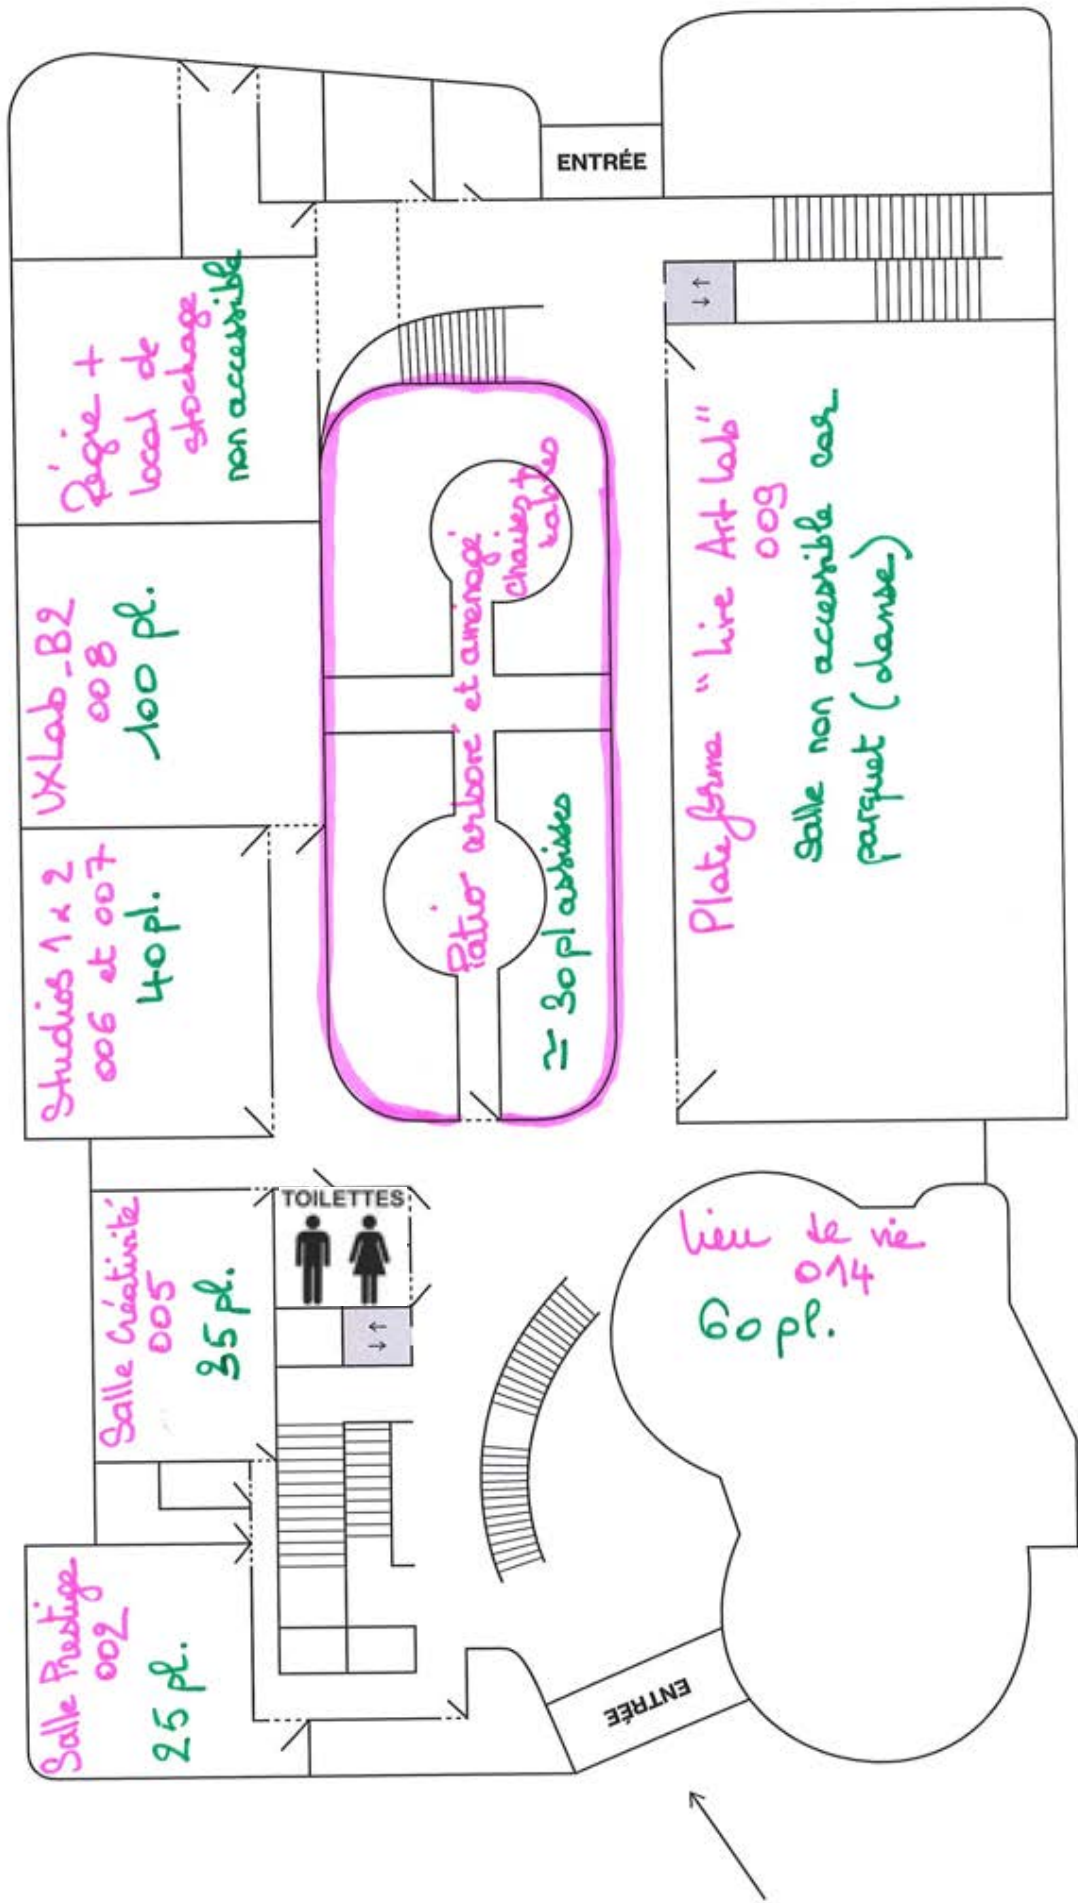 ENTRÉE
Régie +
local de
stockage
non accessible
UXLab_B2
008
100 pl.
Studios 1 & 2
006 et 007
40 pl.
Patio arboré et aménagé
chaises +
tables
≃ 30 pl assises
Plateforme "Live Art Lab"
009
Salle non accessible car
parquet (danse)
TOILETTES
Salle Créativité
005
35 pl.
Lieu de vie
014
60 pl.
Salle Prestige
002
25 pl.
ENTRÉE